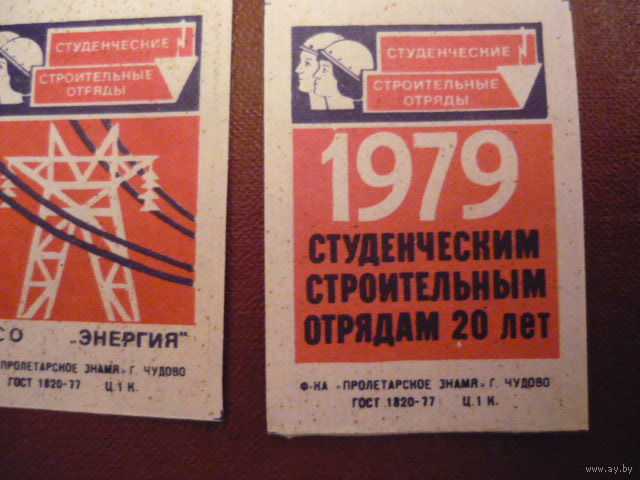 СТУДЕНЧЕСКИЕ
СТРОИТЕЛЬНЫЕ
ОТРЯДЫ
СО „ЭНЕРГИЯ"
ПРОЛЕТАРСКОЕ ЗНАМЯ" Г. ЧУДОВО
ГОСТ 1820-77 Ц. 1 К.
СТУДЕНЧЕСКИЕ
СТРОИТЕЛЬНЫЕ
ОТРЯДЫ
1979
СТУДЕНЧЕСКИМ
СТРОИТЕЛЬНЫМ
ОТРЯДАМ 20 лет
Ф-КА „ПРОЛЕТАРСКОЕ ЗНАМЯ" Г. ЧУДОВО
ГОСТ 1820-77 Ц. 1 К.
www.ay.by